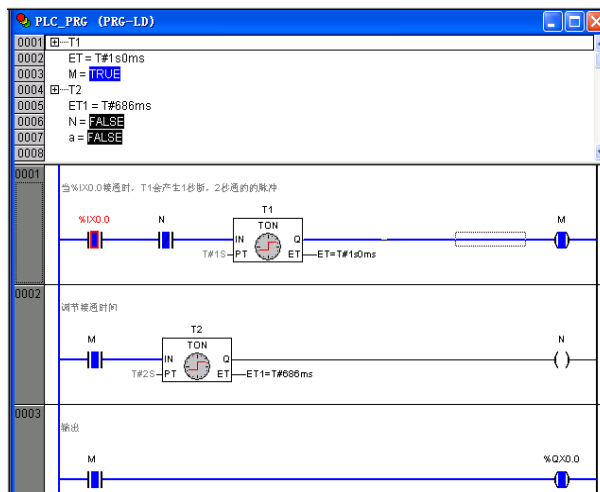 PLC_PRG (PRG-LD)
0001 T1
0002 ET = T#1s0ms
0003 M = TRUE
0004 T2
0005 ET1 = T#686ms
0006 N = FALSE
0007 a = FALSE
0008
0001
当%IX0.0接通时，T1会产生1秒断，2秒通的的脉冲
%IX0.0 N T1 M
TON
IN Q
T#1S PT ET ET=T#1s0ms
0002
调节接通时间
M T2 N
TON
IN Q
T#2S PT ET ET1=T#686ms
0003
输出
M %QX0.0